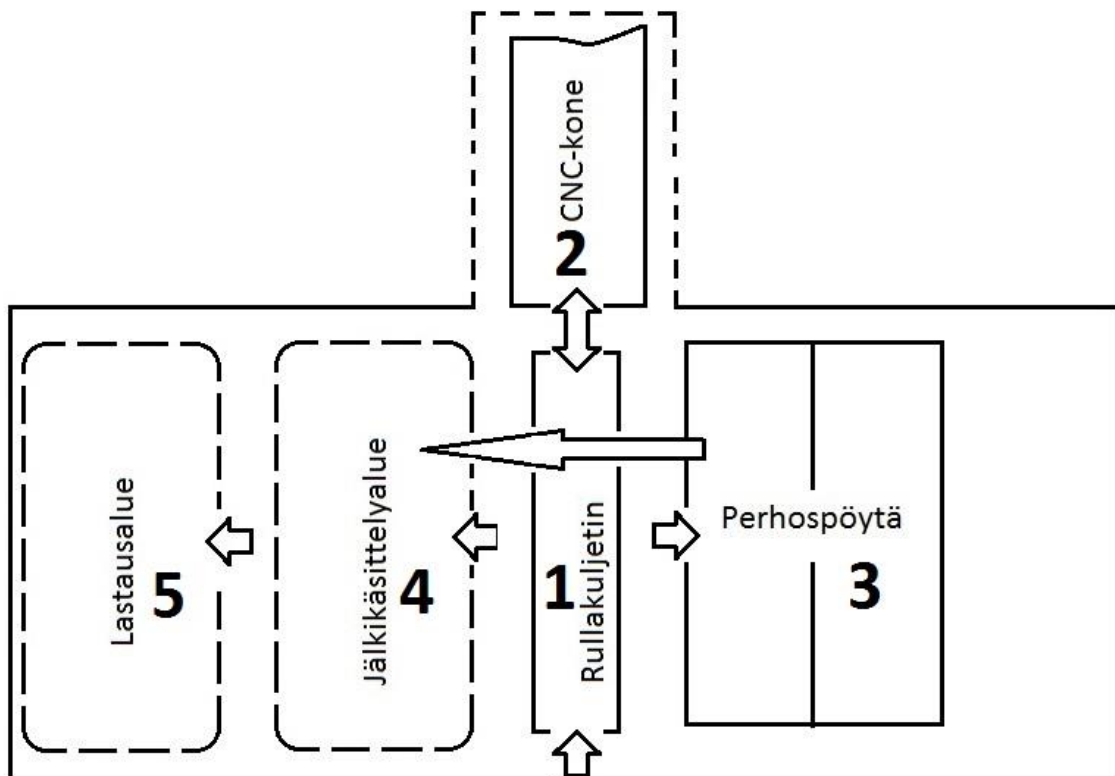 CNC-kone
2
Lastausalue
5
Jälkikäsittelyalue
4
1
Rullakuljetin
Perhospöytä
3